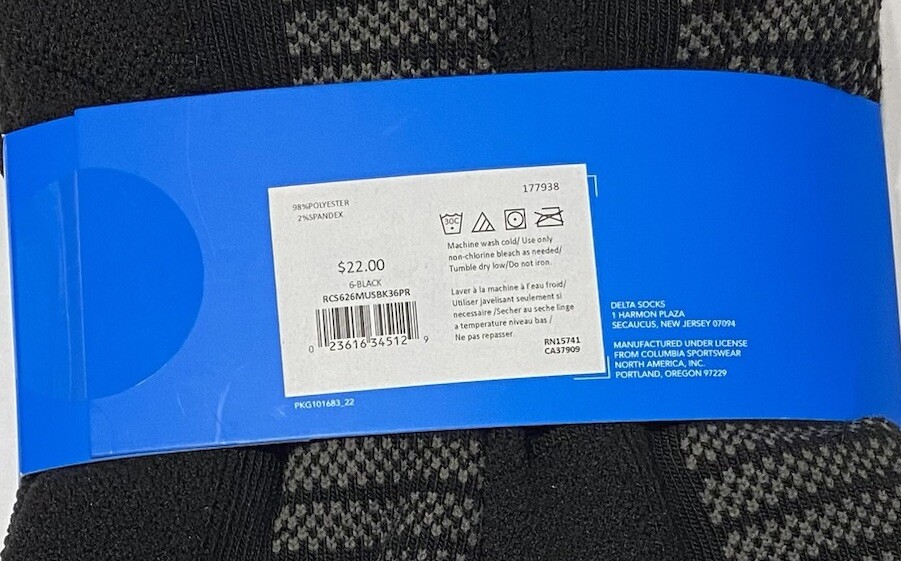 98%POLYESTER
2%SPANDEX
177938
30C
Machine wash cold/ Use only
non-chlorine bleach as needed/
Tumble dry low/Do not iron.
$22.00
6-BLACK
RCS626MUSBK36PR
0 23616 34512 9
Laver à la machine à l'eau froid/
Utiliser javelisant seulement si
necessaire /Secher au seche linge
a temperature niveau bas /
Ne pas repasser.
RN15741
CA37909
PKG101683_22
DELTA SOCKS
1 HARMON PLAZA
SECAUCUS, NEW JERSEY 07094
MANUFACTURED UNDER LICENSE
FROM COLUMBIA SPORTSWEAR
NORTH AMERICA, INC.
PORTLAND, OREGON 97229